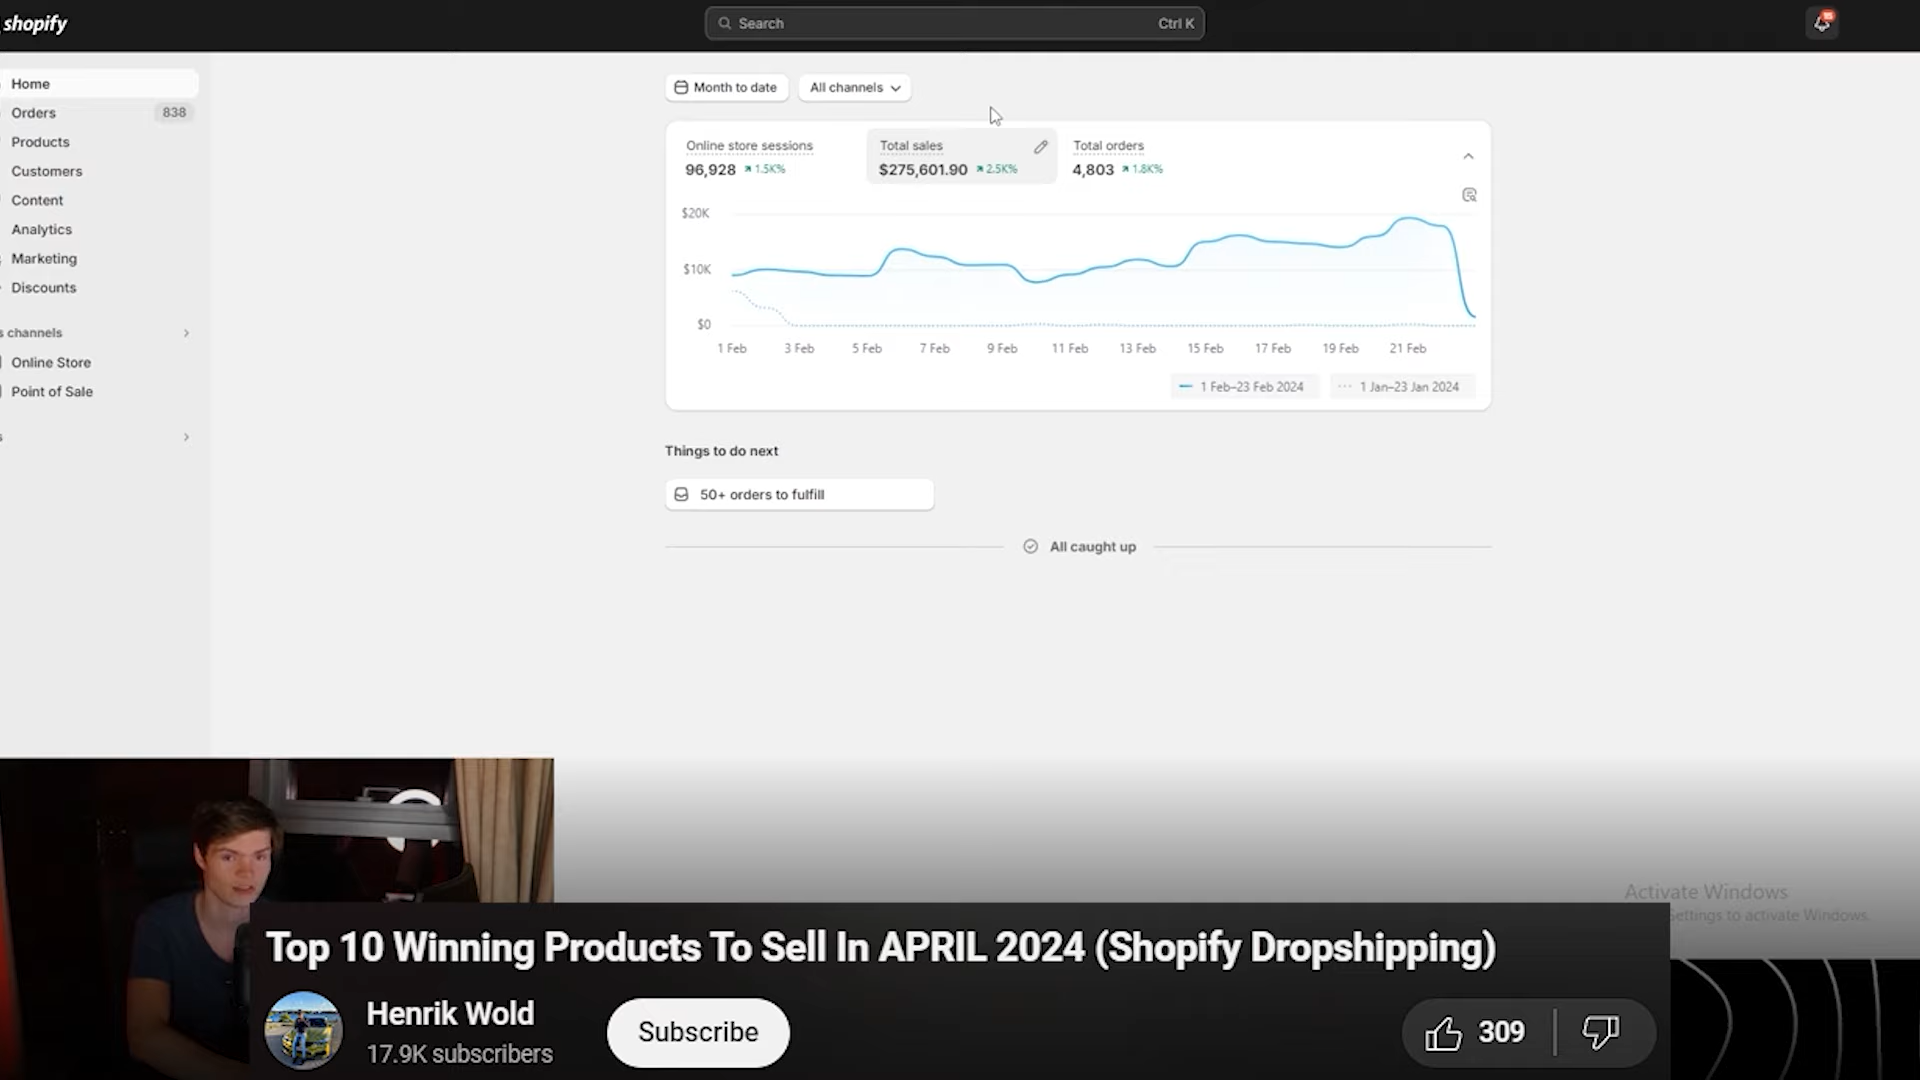 shopify
Search Ctrl K
Home
Orders 838
Products
Customers
Content
Analytics
Marketing
Discounts
s channels
Online Store
Point of Sale
s
Month to date All channels
Online store sessions Total sales Total orders
96,928 1.5K% $275,601.90 2.5K% 4,803 1.8K%
$20K
$10K
$0
1 Feb 3 Feb 5 Feb 7 Feb 9 Feb 11 Feb 13 Feb 15 Feb 17 Feb 19 Feb 21 Feb
1 Feb–23 Feb 2024 1 Jan–23 Jan 2024
Things to do next
50+ orders to fulfill
All caught up
Activate Windows
Settings to activate Windows.
Top 10 Winning Products To Sell In APRIL 2024 (Shopify Dropshipping)
Henrik Wold
17.9K subscribers
Subscribe
309